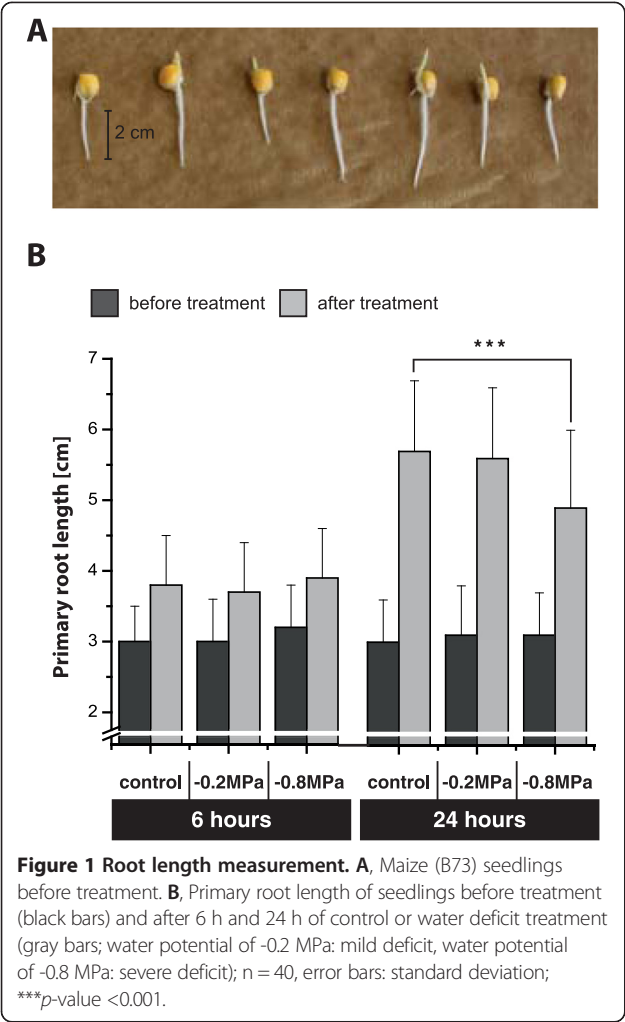 A
2 cm
B
before treatment after treatment
***
7
6
5
4
3
2
Primary root length [cm]
control -0.2MPa -0.8MPa control -0.2MPa -0.8MPa
6 hours 24 hours
Figure 1 Root length measurement. A, Maize (B73) seedlings
before treatment. B, Primary root length of seedlings before treatment
(black bars) and after 6 h and 24 h of control or water deficit treatment
(gray bars; water potential of -0.2 MPa: mild deficit, water potential
of -0.8 MPa: severe deficit); n = 40, error bars: standard deviation;
***p-value <0.001.